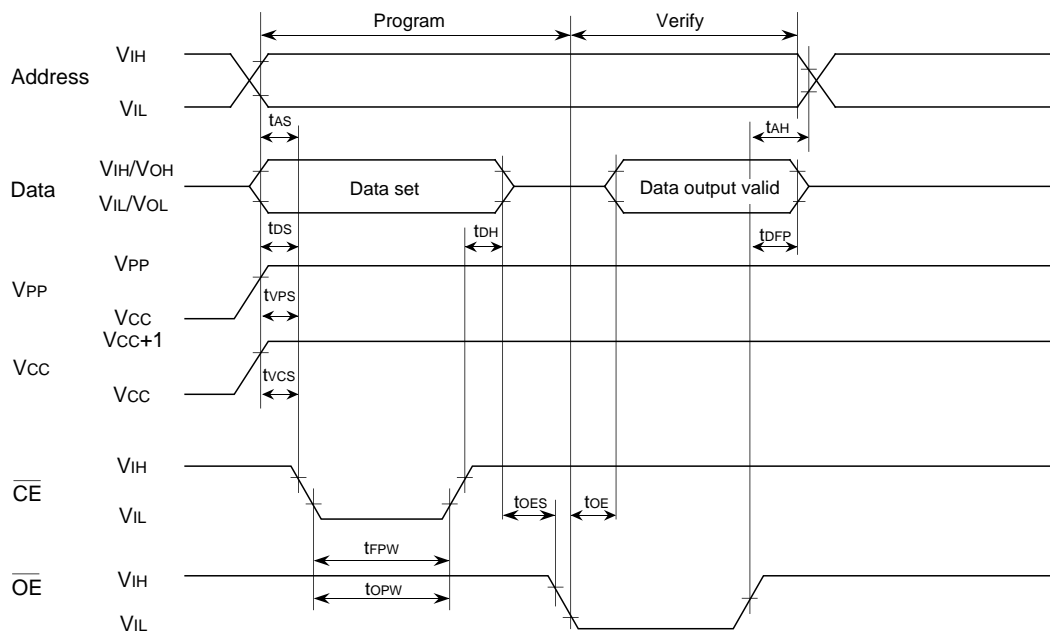 Program
Verify
Address
VIH
VIL
tAS
tAH
Data
VIH/VOH
VIL/VOL
Data set
Data output valid
tDS
tDH
tDFP
VPP
VPP
VCC
tVPS
VCC
VCC+1
VCC
tVCS
CE
VIH
VIL
tOES
tOE
tFPW
OE
VIH
VIL
tOPW